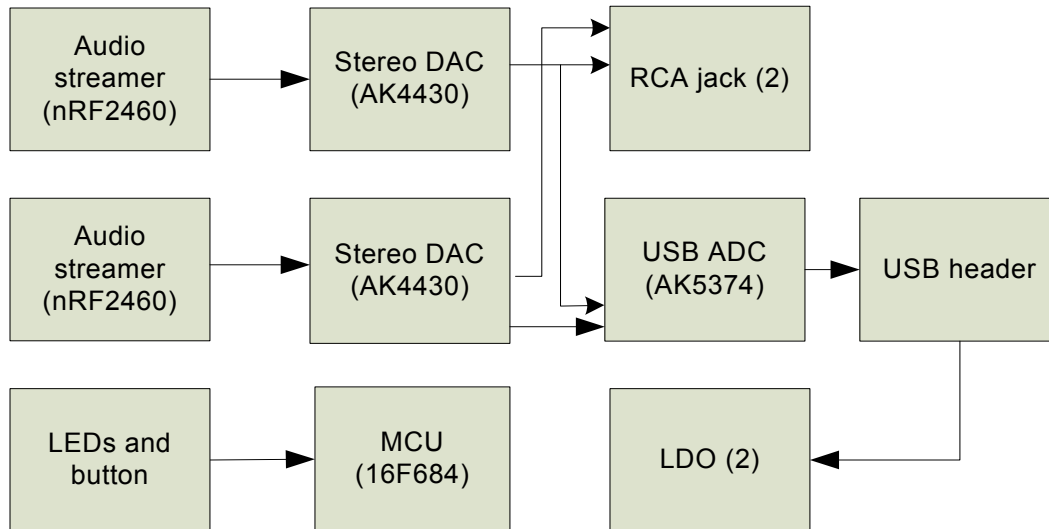 Audio
streamer
(nRF2460)
Stereo DAC
(AK4430)
RCA jack (2)
Audio
streamer
(nRF2460)
Stereo DAC
(AK4430)
USB ADC
(AK5374)
USB header
LEDs and
button
MCU
(16F684)
LDO (2)